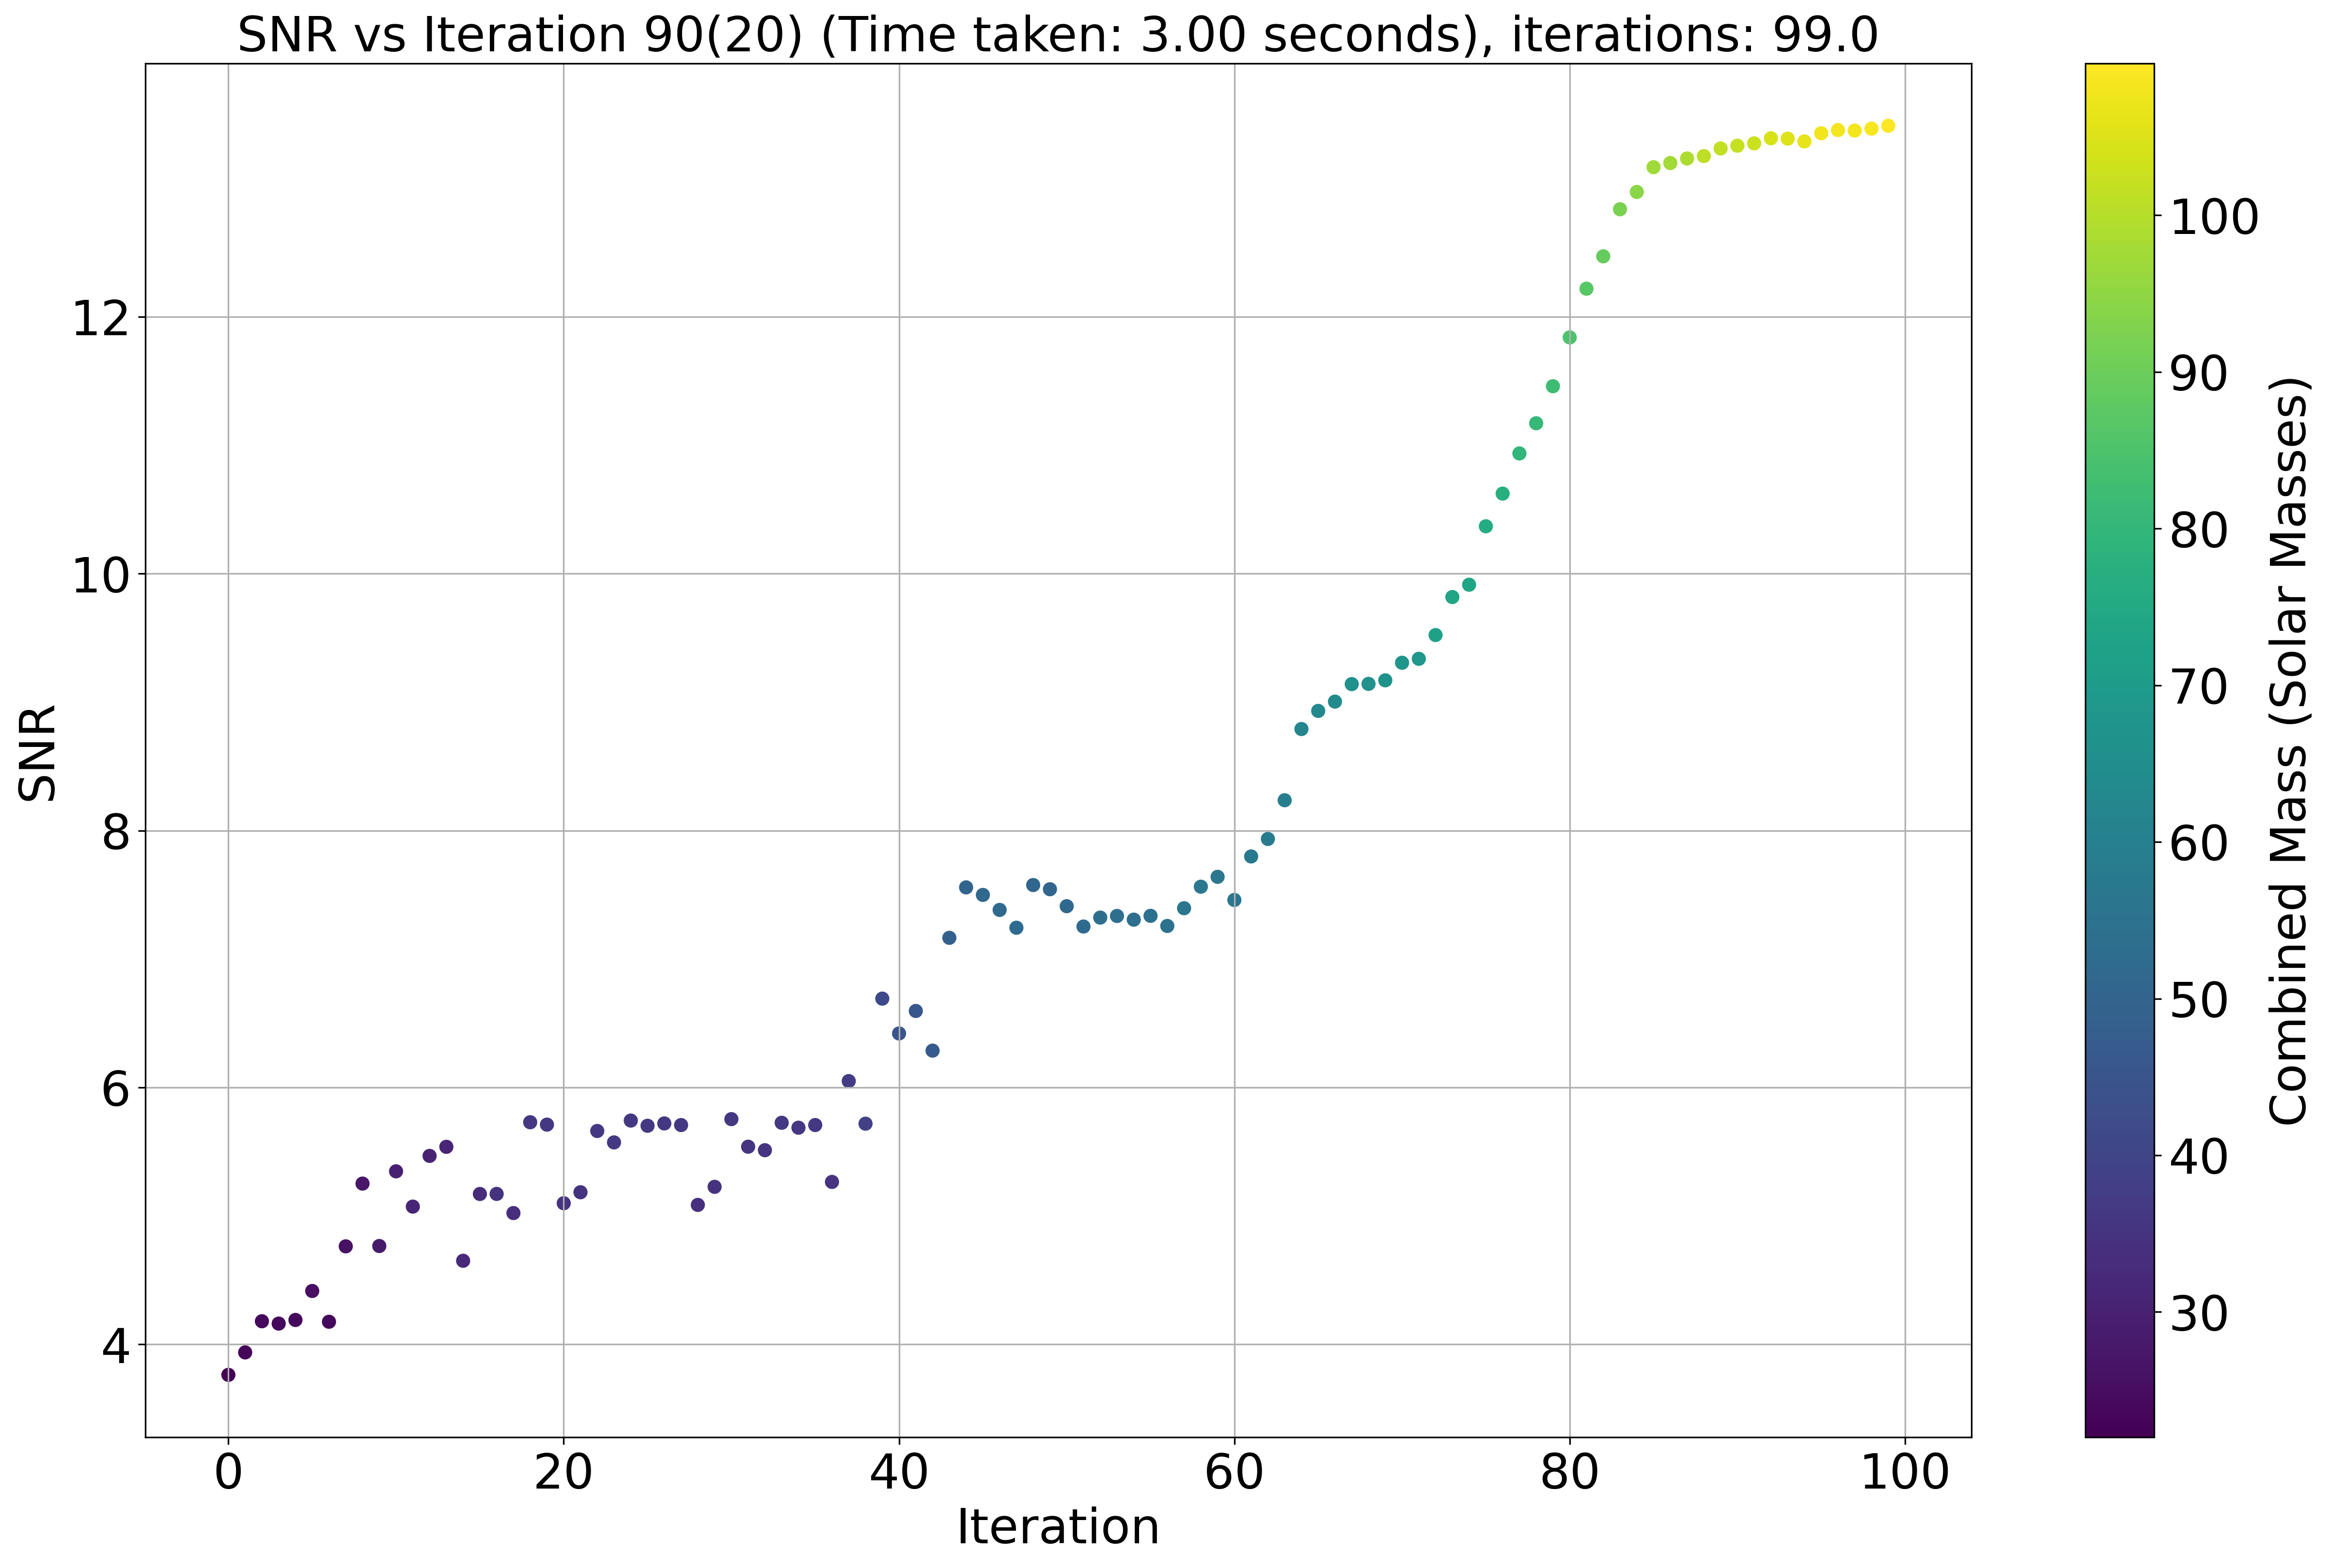 SNR vs Iteration 90(20) (Time taken: 3.00 seconds), iterations: 99.0
SNR
12
10
8
6
4
0 20 40 60 80 100
Iteration
100
90
80
70
60
50
40
30
Combined Mass (Solar Masses)